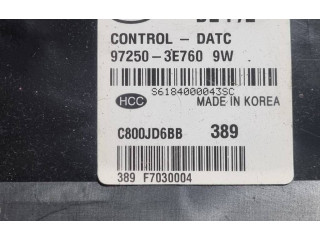 CONTROL - DATC
97250-3E760 9W
S6184000043SC
HCC MADE IN KOREA
C800JD6BB 389
389 F7030004